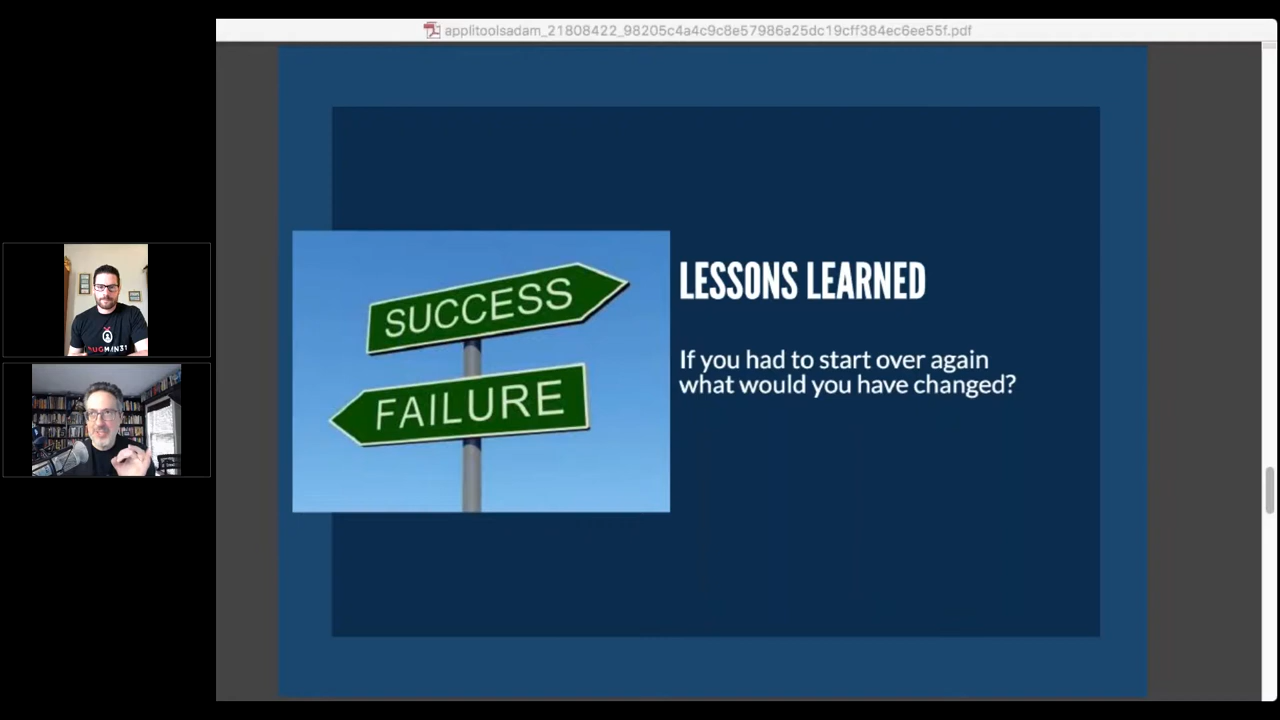 applitoolsadam_21808422_98205c4a4c9c8e57986a25dc19cff384ec6ee55f.pdf
SUCCESS
FAILURE
LESSONS LEARNED
If you had to start over again
what would you have changed?